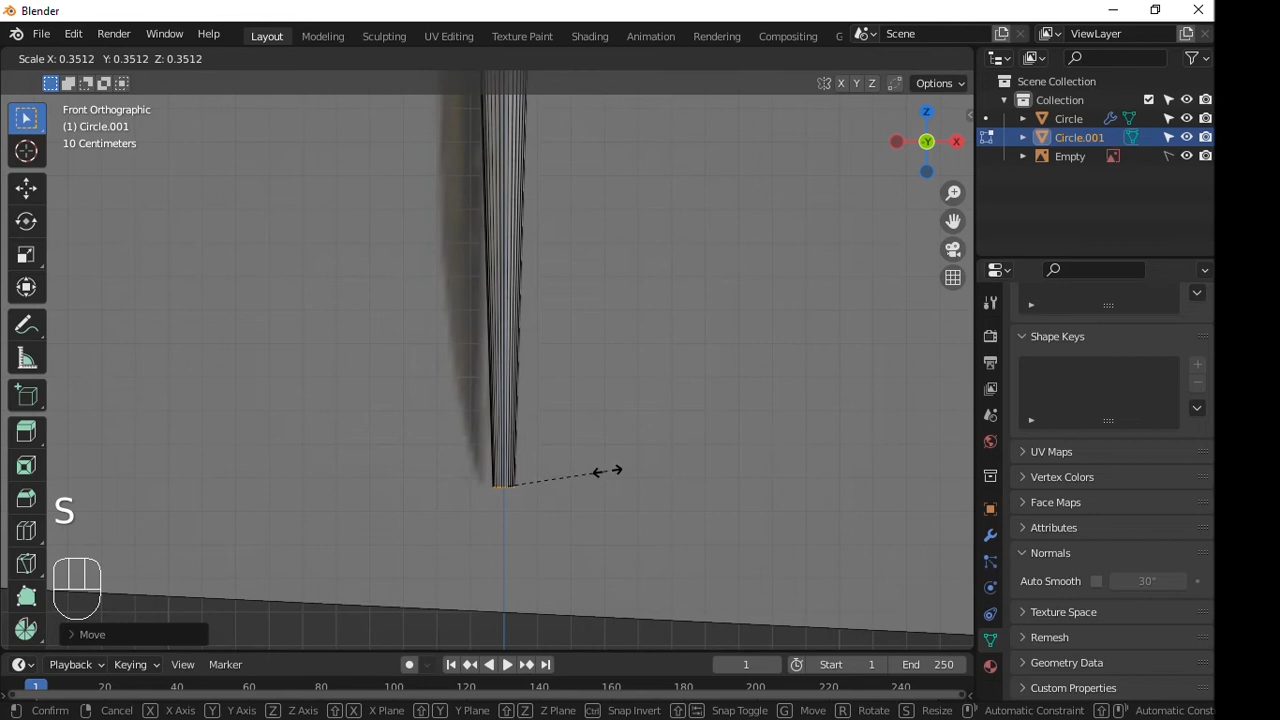 Blender
File Edit Render Window Help Layout Modeling Sculpting UV Editing Texture Paint Shading Animation Rendering Compositing G Scene ViewLayer
Scale X: 0.3512 Y: 0.3512 Z: 0.3512
X Y Z Options
Front Orthographic
(1) Circle.001
10 Centimeters
Z
Y
X
Scene Collection
Collection
Circle
Circle.001
Empty
Shape Keys
UV Maps
Vertex Colors
Face Maps
Attributes
Normals
Auto Smooth 30°
Texture Space
Remesh
Geometry Data
Custom Properties
S
Move
Playback Keying View Marker 1 Start 1 End 250
1 20 40 60 80 100 120 140 160 180 200 220 240
Confirm Cancel X X Axis Y Y Axis Z Z Axis X X Plane Y Y Plane Z Z Plane Ctrl Snap Invert Snap Toggle G Move R Rotate S Resize Automatic Constraint Automatic Const